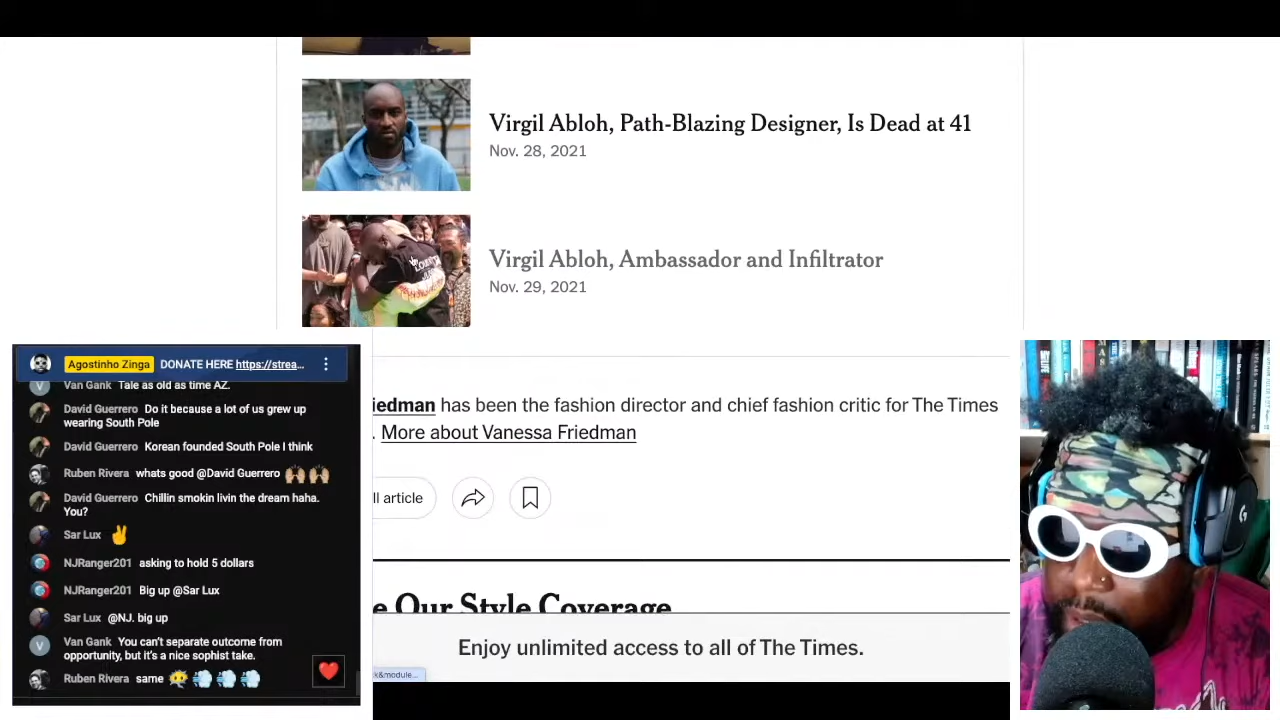 Virgil Abloh, Path-Blazing Designer, Is Dead at 41
Nov. 28, 2021
Virgil Abloh, Ambassador and Infiltrator
Nov. 29, 2021
Agostinho Zinga DONATE HERE https://strea...
Van Gank Tale as old as time AZ.
David Guerrero Do it because a lot of us grew up
wearing South Pole
David Guerrero Korean founded South Pole I think
Ruben Rivera whats good @David Guerrero 🙌🏼🙌🏼
David Guerrero Chillin smokin livin the dream haha.
You?
Sar Lux ✌️
NJRanger201 asking to hold 5 dollars
NJRanger201 Big up @Sar Lux
Sar Lux @NJ. big up
Van Gank You can't separate outcome from
opportunity, but it's a nice sophist take.
Ruben Rivera same
iedman has been the fashion director and chief fashion critic for The Times
. More about Vanessa Friedman
ll article
e Our Style Coverage
Enjoy unlimited access to all of The Times.
k&module...